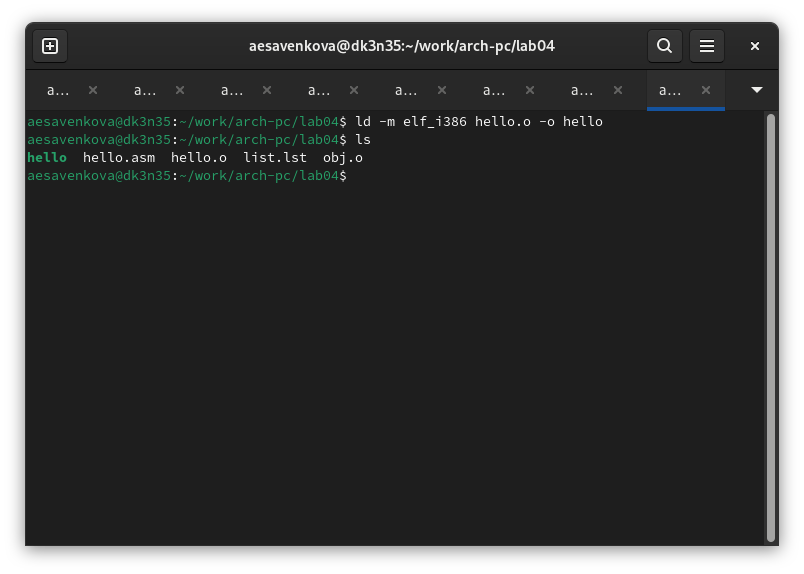 aesavenkova@dk3n35:~/work/arch-pc/lab04
a... a... a... a... a... a... a... a...
aesavenkova@dk3n35:~/work/arch-pc/lab04$ ld -m elf_i386 hello.o -o hello
aesavenkova@dk3n35:~/work/arch-pc/lab04$ ls
hello  hello.asm  hello.o  list.lst  obj.o
aesavenkova@dk3n35:~/work/arch-pc/lab04$